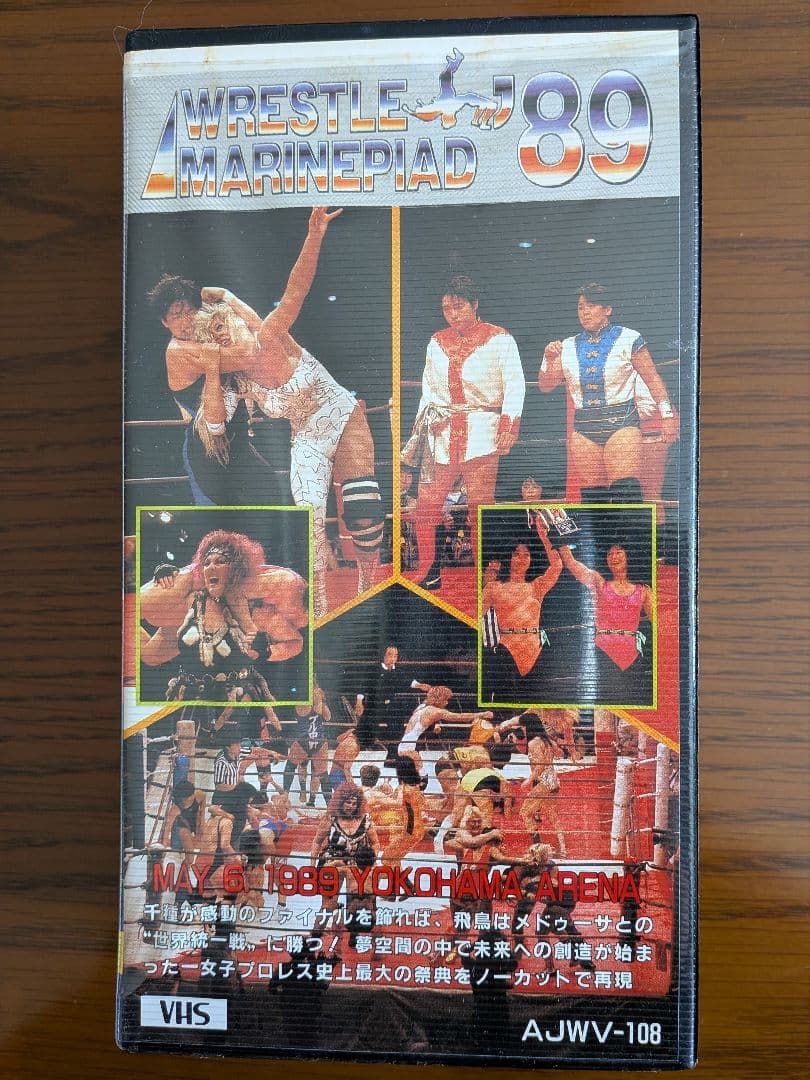 WRESTLE
MARINEPIAD '89
MAY 6. 1989 YOKOHAMA ARENA
千種が感動のファイナルを飾れば、飛鳥はメドゥーサとの
“世界統一戦„に勝つ! 夢空間の中で未来への創造が始ま
った―女子プロレス史上最大の祭典をノーカットで再現
VHS
AJWV-108